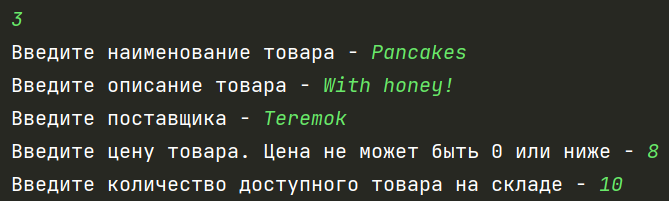 3
Введите наименование товара - Pancakes
Введите описание товара - With honey!
Введите поставщика - Teremok
Введите цену товара. Цена не может быть 0 или ниже - 8
Введите количество доступного товара на складе - 10